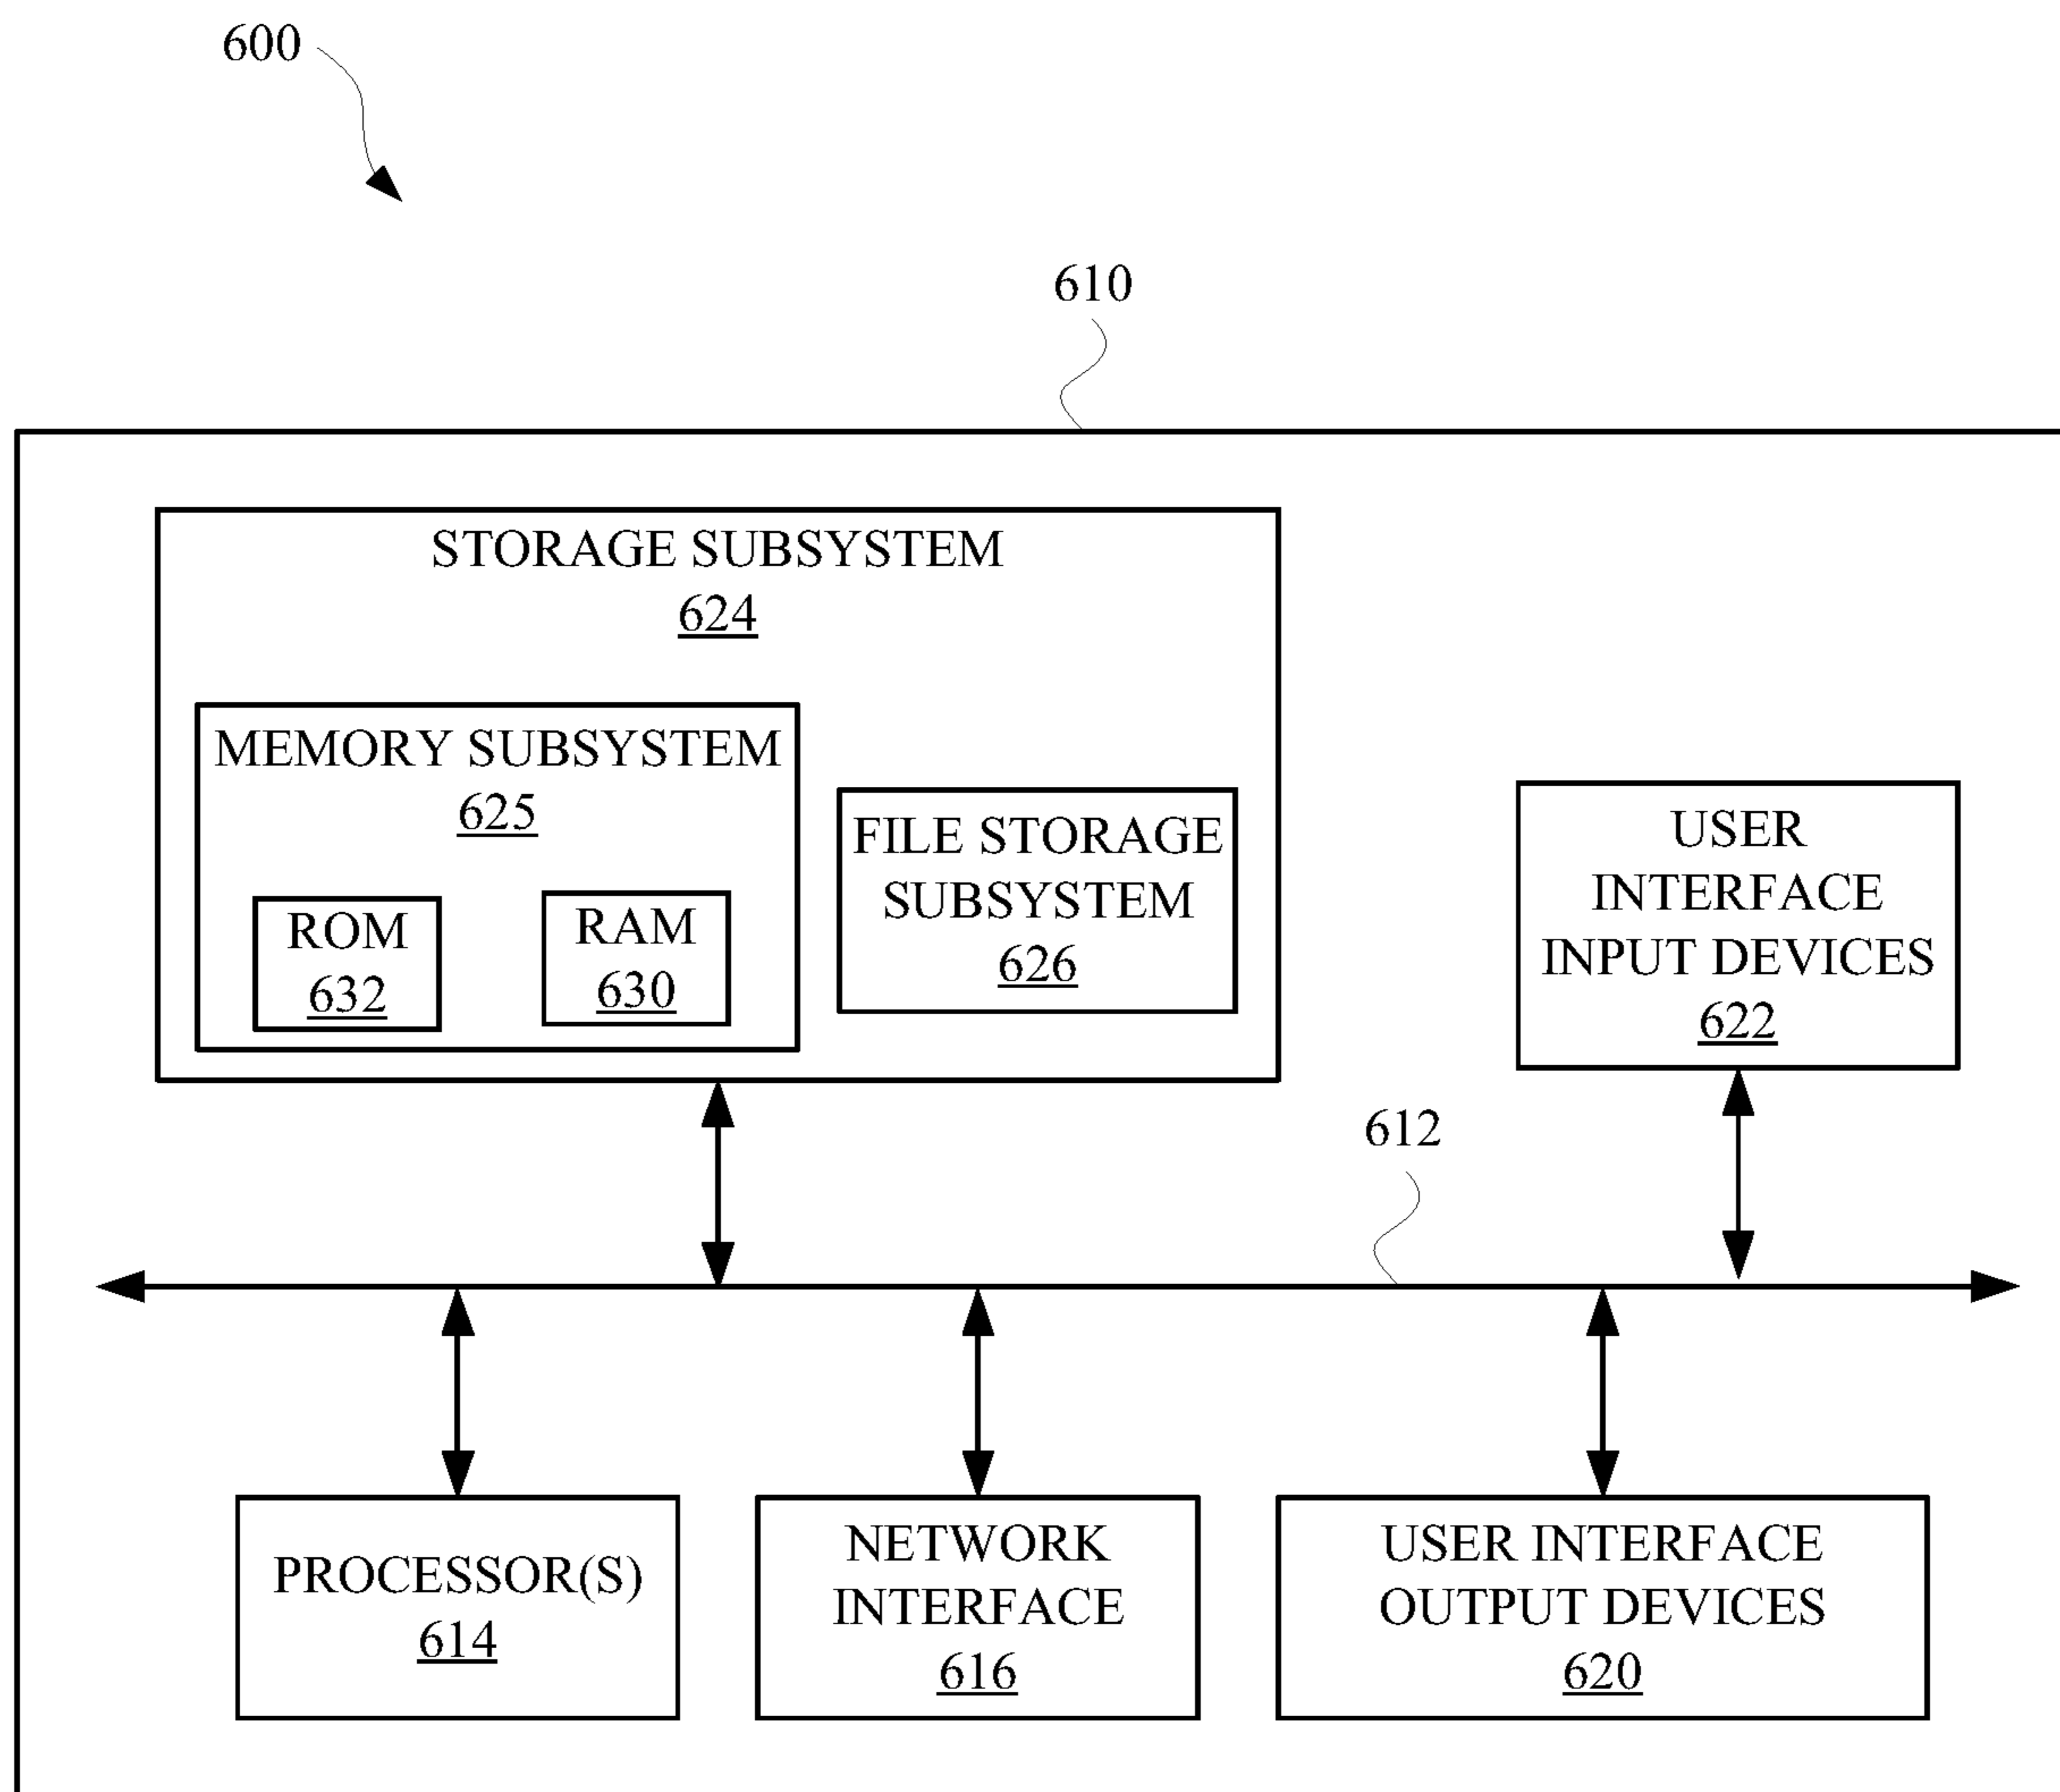 600
610
STORAGE SUBSYSTEM
624
MEMORY SUBSYSTEM
625
ROM
632
RAM
630
FILE STORAGE
SUBSYSTEM
626
USER
INTERFACE
INPUT DEVICES
622
612
PROCESSOR(S)
614
NETWORK
INTERFACE
616
USER INTERFACE
OUTPUT DEVICES
620